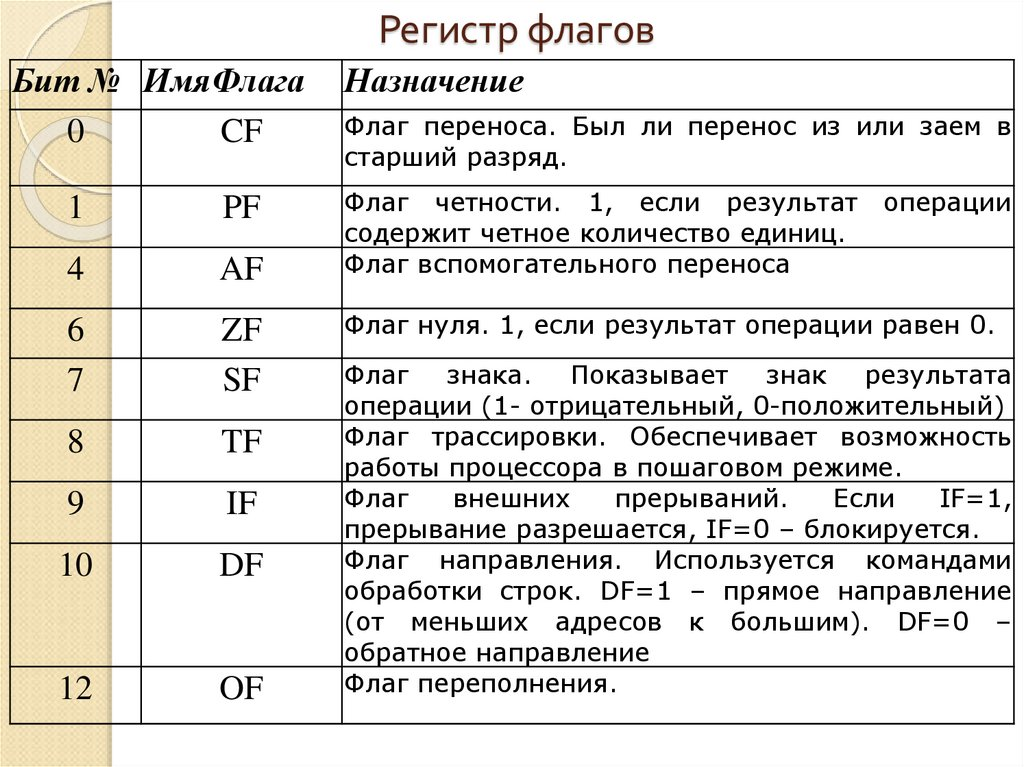 Регистр флагов
Бит № ИмяФлага Назначение
0 CF Флаг переноса. Был ли перенос из или заем в
старший разряд.
1 PF Флаг четности. 1, если результат операции
содержит четное количество единиц.
4 AF Флаг вспомогательного переноса
6 ZF Флаг нуля. 1, если результат операции равен 0.
7 SF Флаг знака. Показывает знак результата
операции (1- отрицательный, 0-положительный)
8 TF Флаг трассировки. Обеспечивает возможность
работы процессора в пошаговом режиме.
9 IF Флаг внешних прерываний. Если IF=1,
прерывание разрешается, IF=0 – блокируется.
10 DF Флаг направления. Используется командами
обработки строк. DF=1 – прямое направление
(от меньших адресов к большим). DF=0 –
обратное направление
12 OF Флаг переполнения.